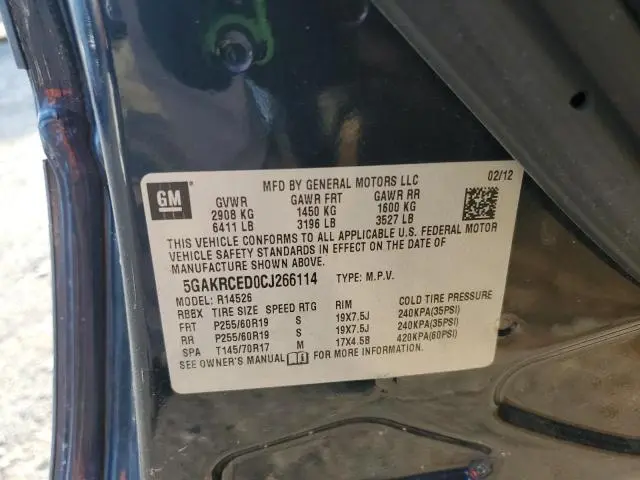 GM
MFD BY GENERAL MOTORS LLC 02/12
GVWR GAWR FRT GAWR RR
2908 KG 1450 KG 1600 KG
6411 LB 3196 LB 3527 LB
THIS VEHICLE CONFORMS TO ALL APPLICABLE U.S. FEDERAL MOTOR
VEHICLE SAFETY STANDARDS IN EFFECT ON THE DATE OF
MANUFACTURE SHOWN ABOVE.
5GAKRCED0CJ266114 TYPE: M.P.V.
MODEL: R14526
RBBX TIRE SIZE SPEED RTG RIM COLD TIRE PRESSURE
FRT P255/60R19 S 19X7.5J 240KPA(35PSI)
RR P255/60R19 S 19X7.5J 240KPA(35PSI)
SPA T145/70R17 M 17X4.5B 420KPA(60PSI)
SEE OWNER'S MANUAL FOR MORE INFORMATION.